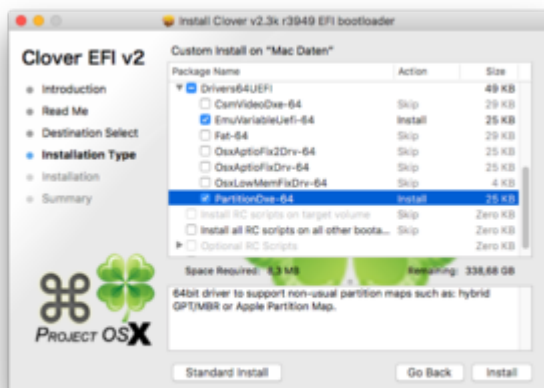 Install Clover v2.3k r3949 EFI bootloader
Clover EFI v2
Introduction
Read Me
Destination Select
Installation Type
Installation
Summary
PROJECT OSX
Custom Install on "Mac Daten"
Package Name Action Size
Drivers64UEFI 49 KB
CsmVideoDxe-64 Skip 29 KB
EmuVariableUefi-64 Install 25 KB
Fat-64 Skip 29 KB
OsxAptioFix2Drv-64 Skip 25 KB
OsxAptioFixDrv-64 Skip 25 KB
OsxLowMemFixDrv-64 Skip 4 KB
PartitionDxe-64 Install 25 KB
Install RC scripts on target volume Skip Zero KB
Install all RC scripts on all other boota... Skip Zero KB
Optional RC Scripts Zero KB
Space Required: 8,3 MB Remaining: 338,68 GB
64bit driver to support non-usual partition maps such as: hybrid
GPT/MBR or Apple Partition Map.
Standard Install Go Back Install